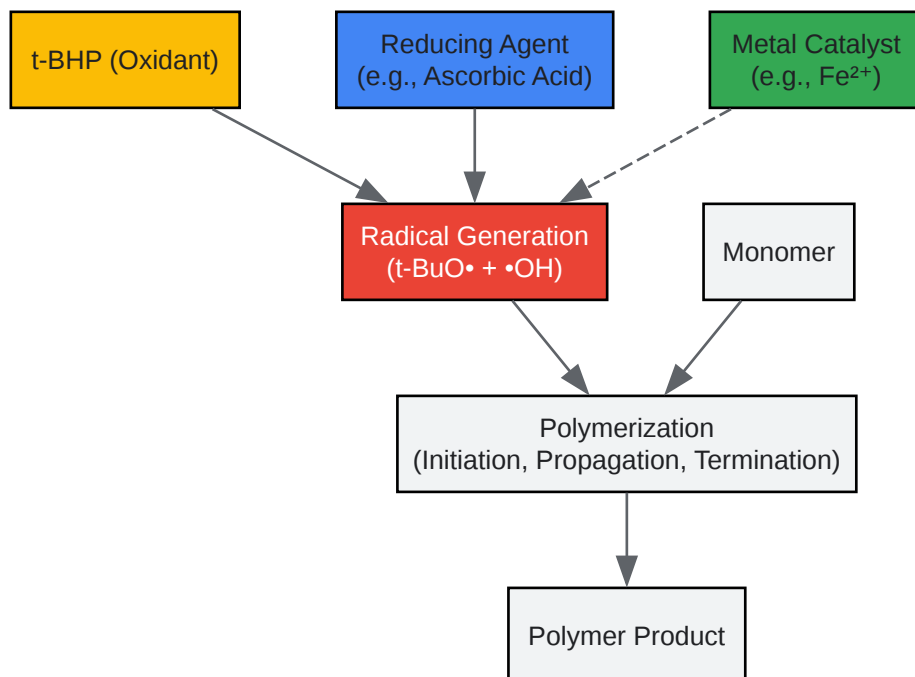 t-BHP (Oxidant)
Reducing Agent
(e.g., Ascorbic Acid)
Metal Catalyst
(e.g., Fe²⁺)
Radical Generation
(t-BuO• + •OH)
Monomer
Polymerization
(Initiation, Propagation, Termination)
Polymer Product